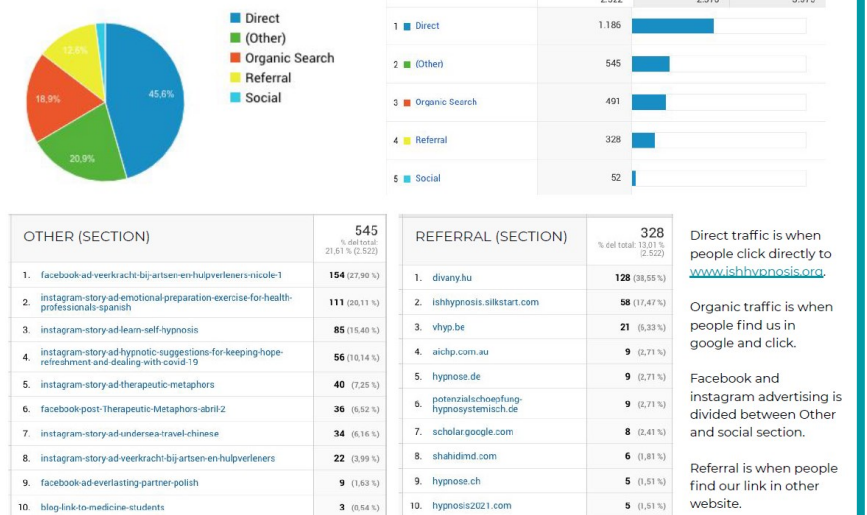 Direct
(Other)
Organic Search
Referral
Social
45,6%
20,9%
18,9%
12,6%
2.522
1 Direct 1.186
2 (Other) 545
3 Organic Search 491
4 Referral 328
5 Social 52
OTHER (SECTION) 545
% del total:
21,61 % (2.522)
1. facebook-ad-veerkracht-bij-artsen-en-hulpverleners-nicole-1 154 (27,90 %)
2. instagram-story-ad-emotional-preparation-exercise-for-health-
professionals-spanish 111 (20,11 %)
3. instagram-story-ad-learn-self-hypnosis 85 (15,40 %)
4. instagram-story-ad-hypnotic-suggestions-for-keeping-hope-
refreshment-and-dealing-with-covid-19 56 (10,14 %)
5. instagram-story-ad-therapeutic-metaphors 40 (7,25 %)
6. facebook-post-Therapeutic-Metaphors-abril-2 36 (6,52 %)
7. instagram-story-ad-undersea-travel-chinese 34 (6,16 %)
8. instagram-story-ad-veerkracht-bij-artsen-en-hulpverleners 22 (3,99 %)
9. facebook-ad-everlasting-partner-polish 9 (1,63 %)
10. blog-link-to-medicine-students 3 (0,54 %)
REFERRAL (SECTION) 328
% del total: 13,01 %
(2.522)
1. divany.hu 128 (38,55 %)
2. ishhypnosis.silkstart.com 58 (17,47 %)
3. vhyp.be 21 (6,33 %)
4. aichp.com.au 9 (2,71 %)
5. hypnose.de 9 (2,71 %)
6. potenzialschoepfung-
hypnosystemisch.de 9 (2,71 %)
7. scholar.google.com 8 (2,41 %)
8. shahidimd.com 6 (1,81 %)
9. hypnose.ch 5 (1,51 %)
10. hypnosis2021.com 5 (1,51 %)
Direct traffic is when
people click directly to
www.ishhypnosis.org.
Organic traffic is when
people find us in
google and click.
Facebook and
instagram advertising is
divided between Other
and social section.
Referral is when people
find our link in other
website.